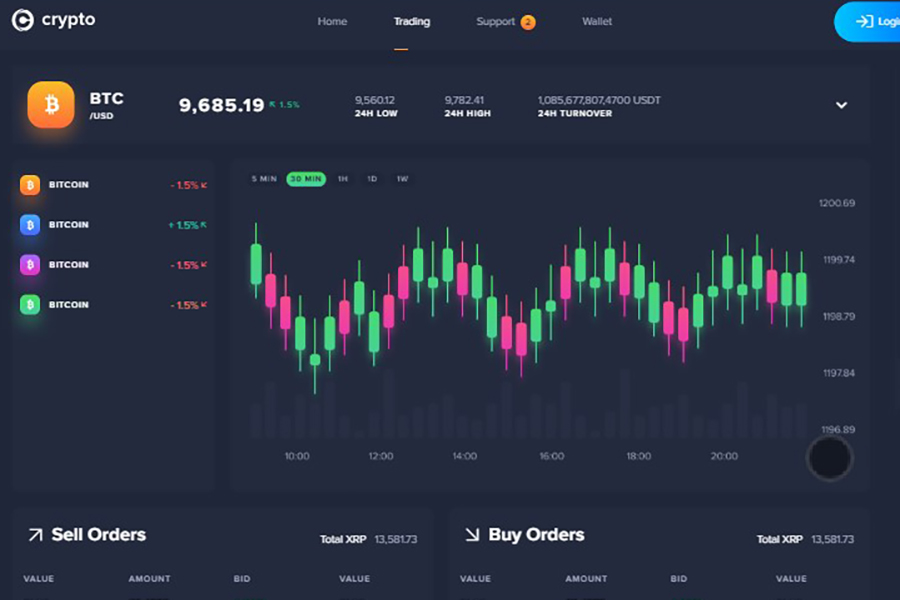 crypto
Home Trading Support 2 Wallet
BTC
/USD
9,685.19 1.5%
9,560.12
24H LOW
9,782.41
24H HIGH
1,085,677,807,4700 USDT
24H TURNOVER
BITCOIN - 1.5%
BITCOIN + 1.5%
BITCOIN - 1.5%
BITCOIN - 1.5%
5 MIN 30 MIN 1H 1D 1W
1200.69
1199.74
1198.79
1197.84
1196.89
10:00 12:00 14:00 16:00 18:00 20:00
Sell Orders Total XRP 13,581.73
VALUE AMOUNT BID VALUE
Buy Orders Total XRP 13,581.73
VALUE AMOUNT BID VALUE